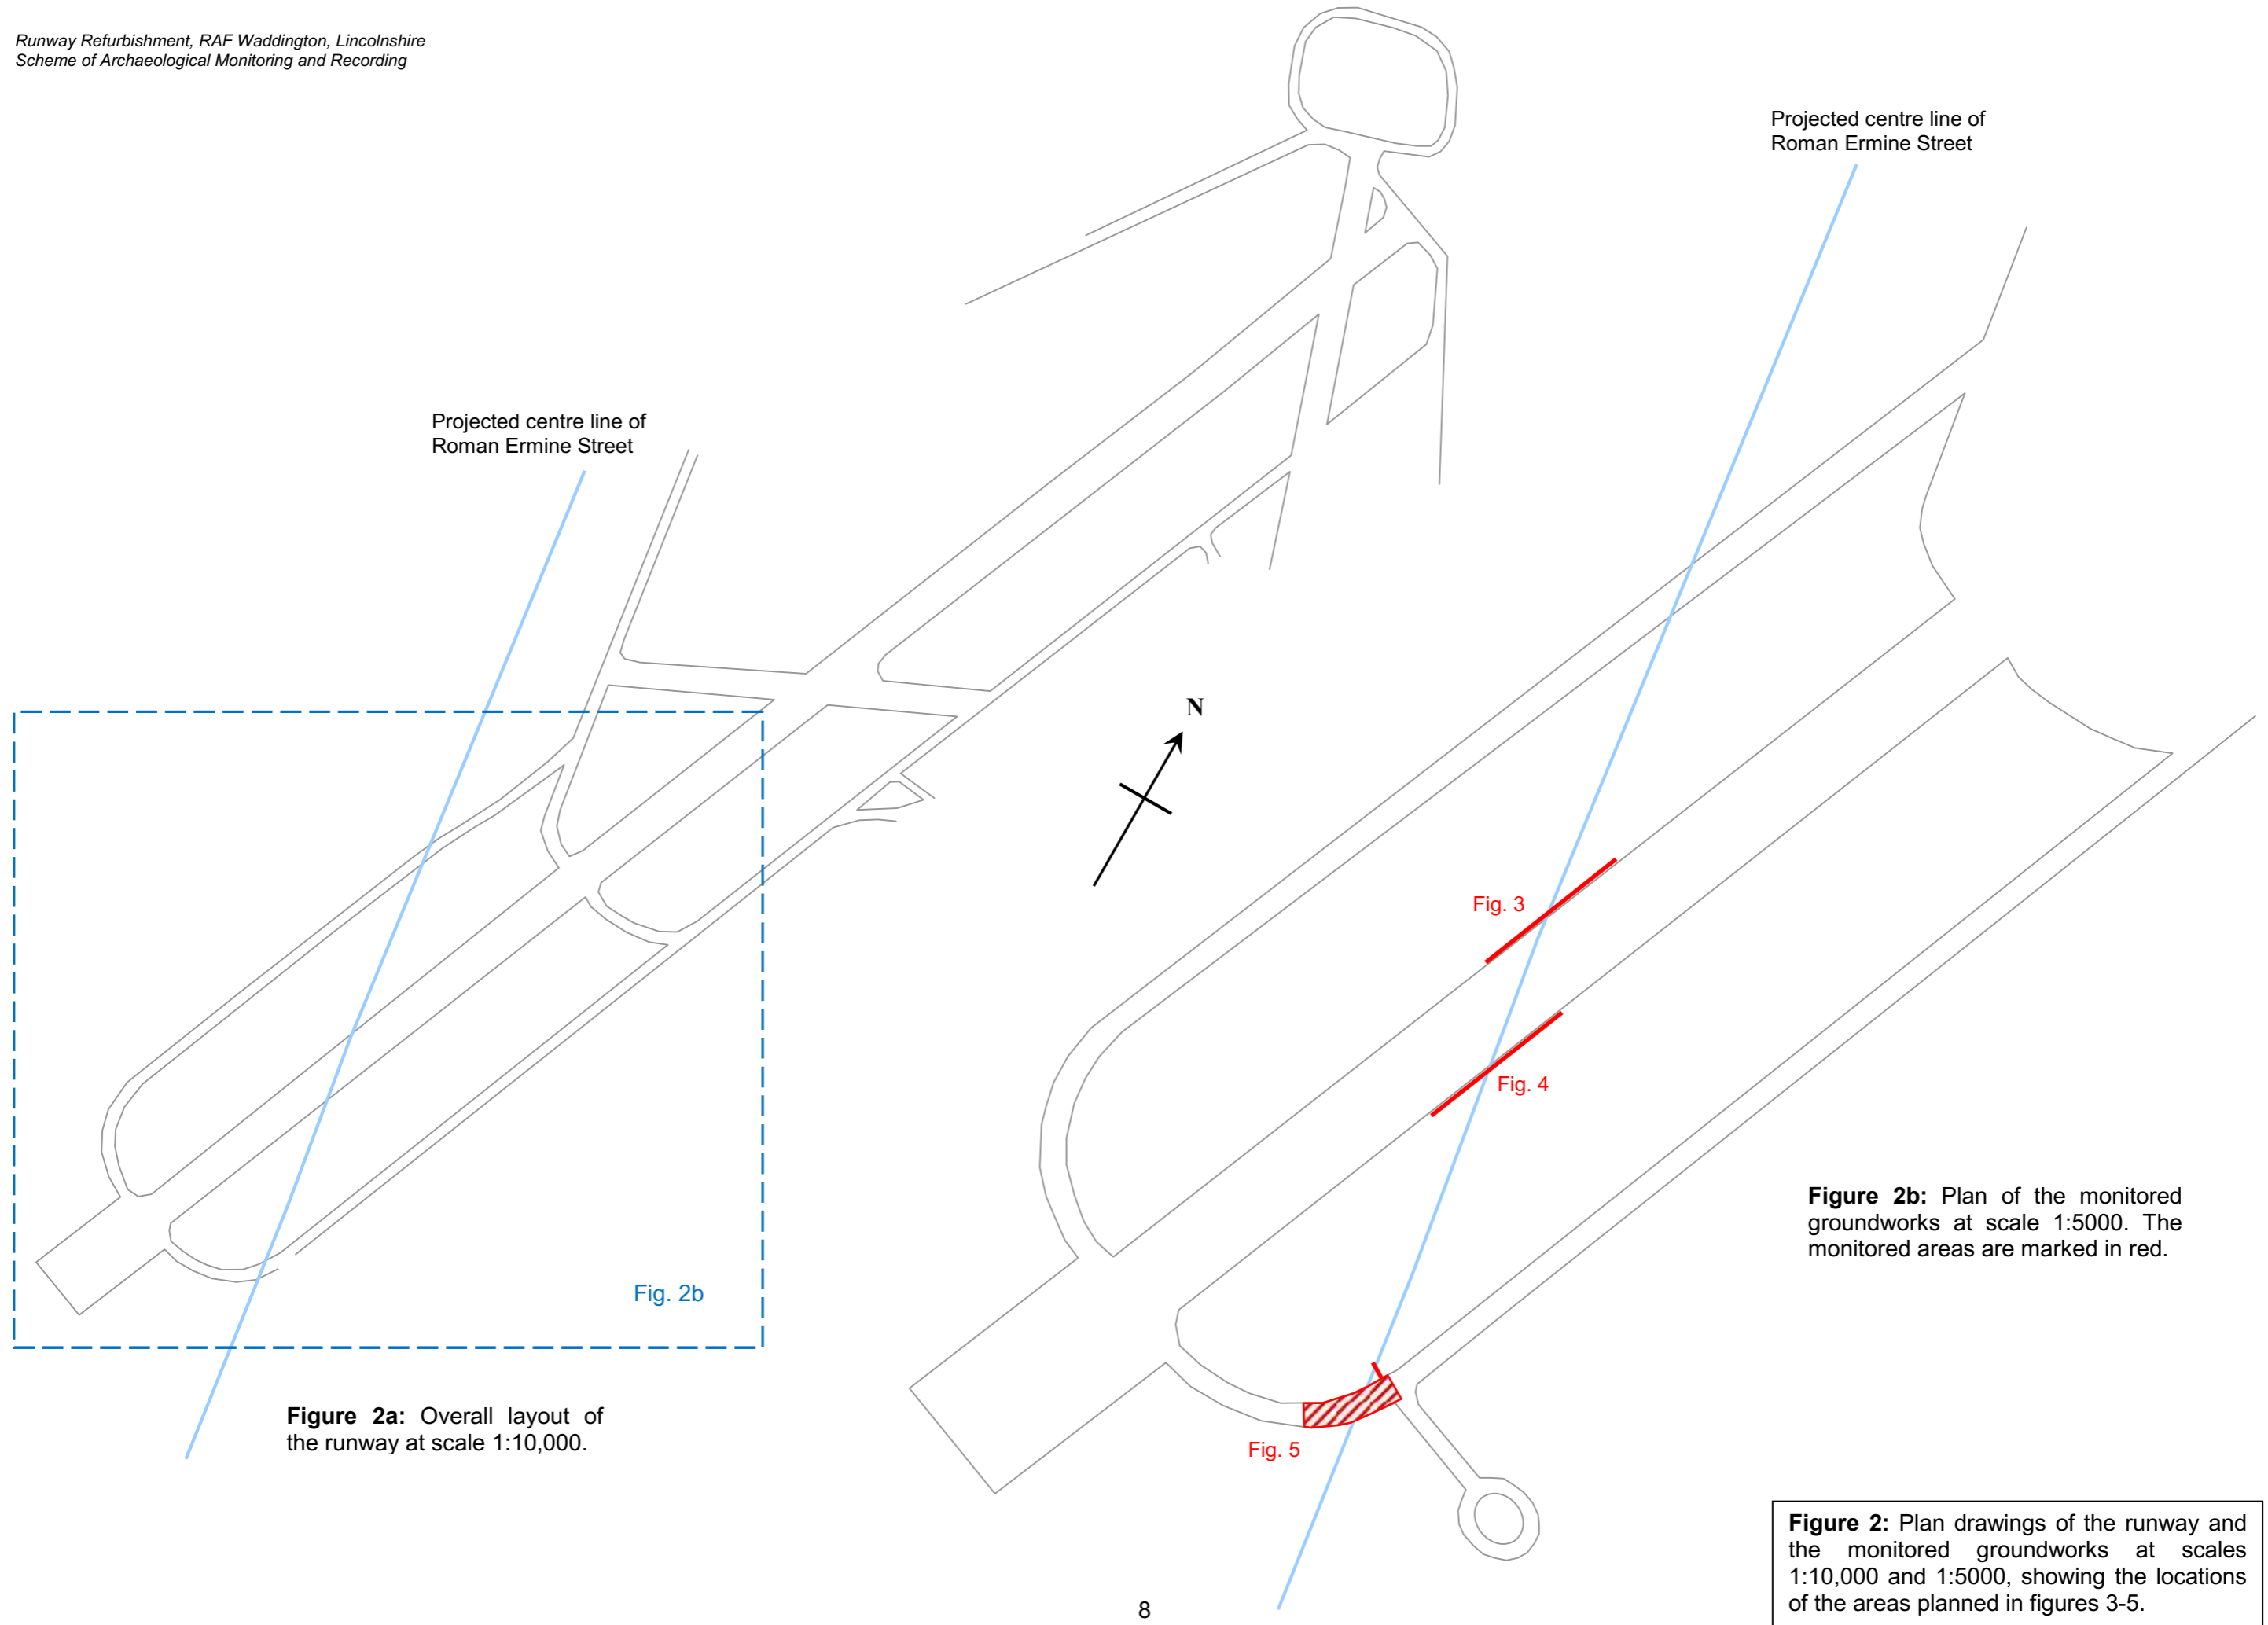 Runway Refurbishment, RAF Waddington, Lincolnshire
Scheme of Archaeological Monitoring and Recording
Projected centre line of
Roman Ermine Street
Projected centre line of
Roman Ermine Street
N
Fig. 3
Fig. 4
Fig. 2b
Fig. 5
Figure 2a: Overall layout of
the runway at scale 1:10,000.
Figure 2b: Plan of the monitored
groundworks at scale 1:5000. The
monitored areas are marked in red.
Figure 2: Plan drawings of the runway and
the monitored groundworks at scales
1:10,000 and 1:5000, showing the locations
of the areas planned in figures 3-5.
8